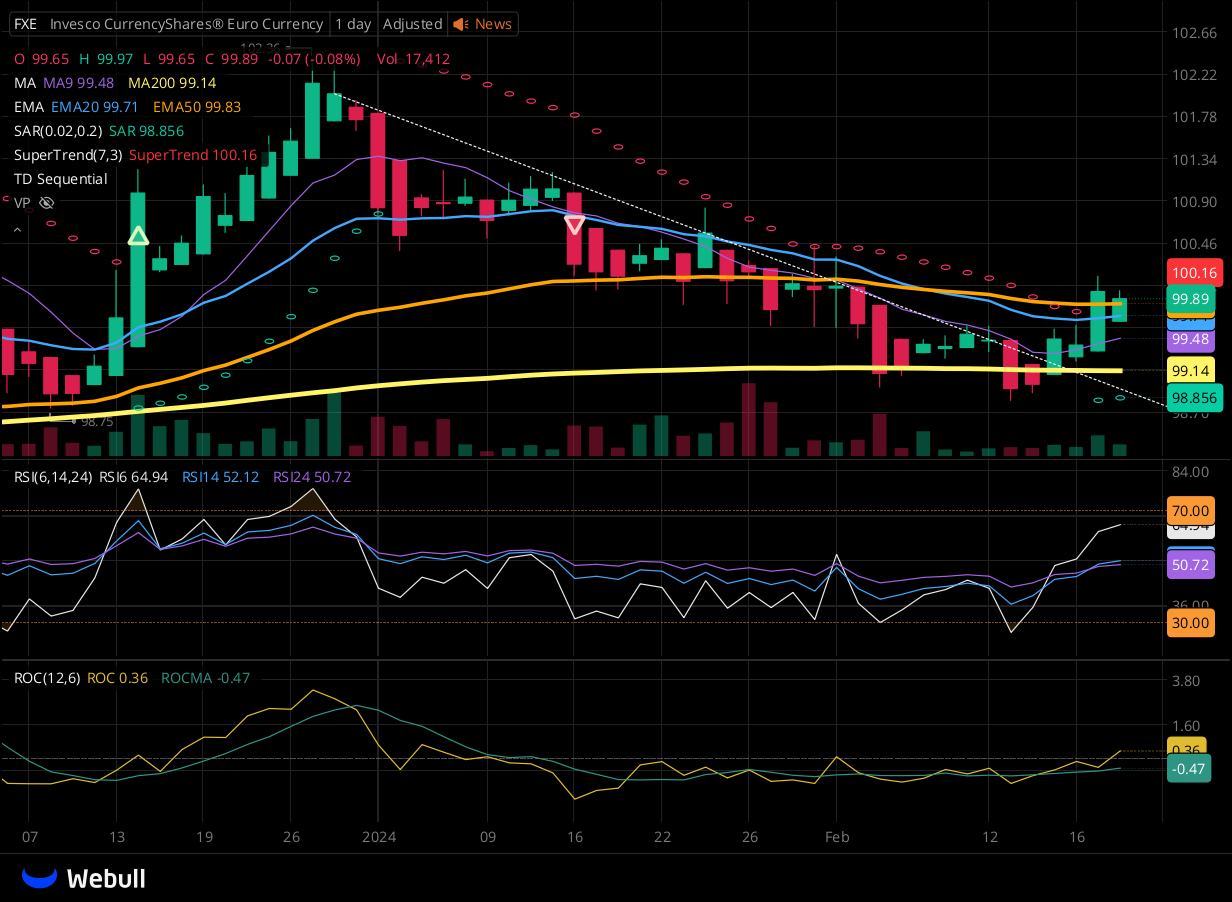 FXE Invesco CurrencyShares® Euro Currency 1 day Adjusted News
102.66
O 99.65 H 99.97 L 99.65 C 99.89 -0.07 (-0.08%) Vol 17,412
102.22
MA MA9 99.48 MA200 99.14
EMA EMA20 99.71 EMA50 99.83
101.78
SAR(0.02,0.2) SAR 98.856
SuperTrend(7,3) SuperTrend 100.16
101.34
TD Sequential
VP
100.90
100.46
100.16
99.89
99.48
99.14
98.856
98.75
RSI(6,14,24) RSI6 64.94 RSI14 52.12 RSI24 50.72
84.00
70.00
64.94
50.72
36.00
30.00
ROC(12,6) ROC 0.36 ROCMA -0.47
3.80
1.60
0.36
-0.47
07 13 19 26 2024 09 16 22 26 Feb 12 16
Webull